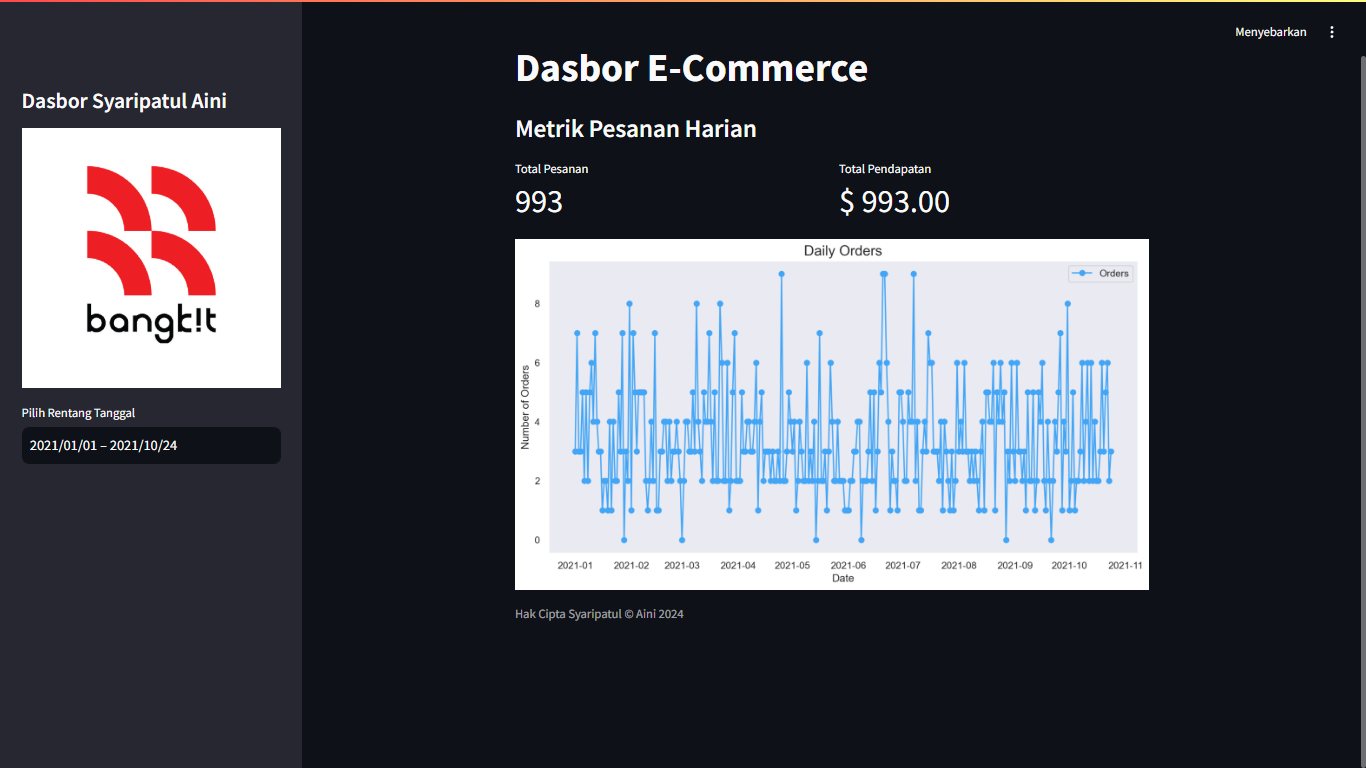 Menyebarkan
Dasbor Syaripatul Aini
bangk!t
Pilih Rentang Tanggal
2021/01/01 – 2021/10/24
Dasbor E-Commerce
Metrik Pesanan Harian
Total Pesanan
993
Total Pendapatan
$ 993.00
Daily Orders
Orders
Number of Orders
8
6
4
2
0
2021-01 2021-02 2021-03 2021-04 2021-05 2021-06 2021-07 2021-08 2021-09 2021-10 2021-11
Date
Hak Cipta Syaripatul © Aini 2024